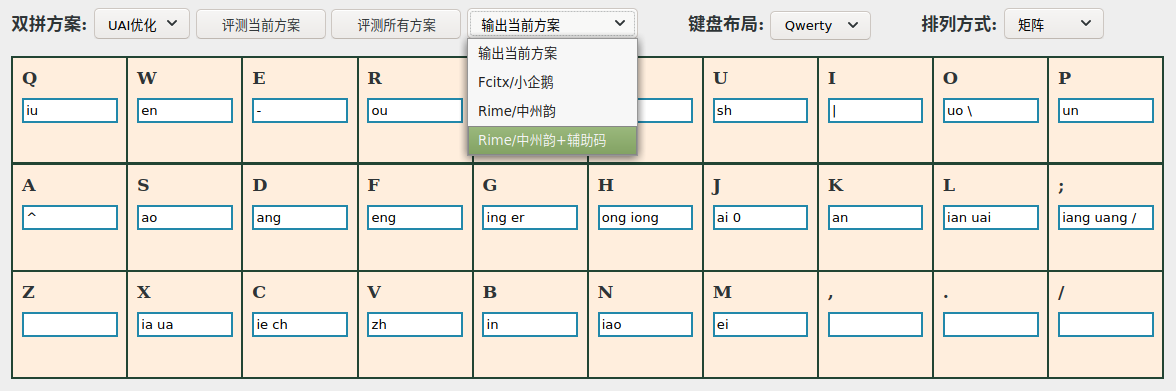 双拼方案: UAI优化 评测当前方案 评测所有方案 输出当前方案 键盘布局: Qwerty 排列方式: 矩阵
输出当前方案
Fcitx/小企鹅
Rime/中州韵
Rime/中州韵+辅助码
Q W E R U I O P
iu en - ou sh | uo \ un
A S D F G H J K L ;
^ ao ang eng ing er ong iong ai 0 an ian uai iang uang /
Z X C V B N M , . /
ia ua ie ch zh in iao ei